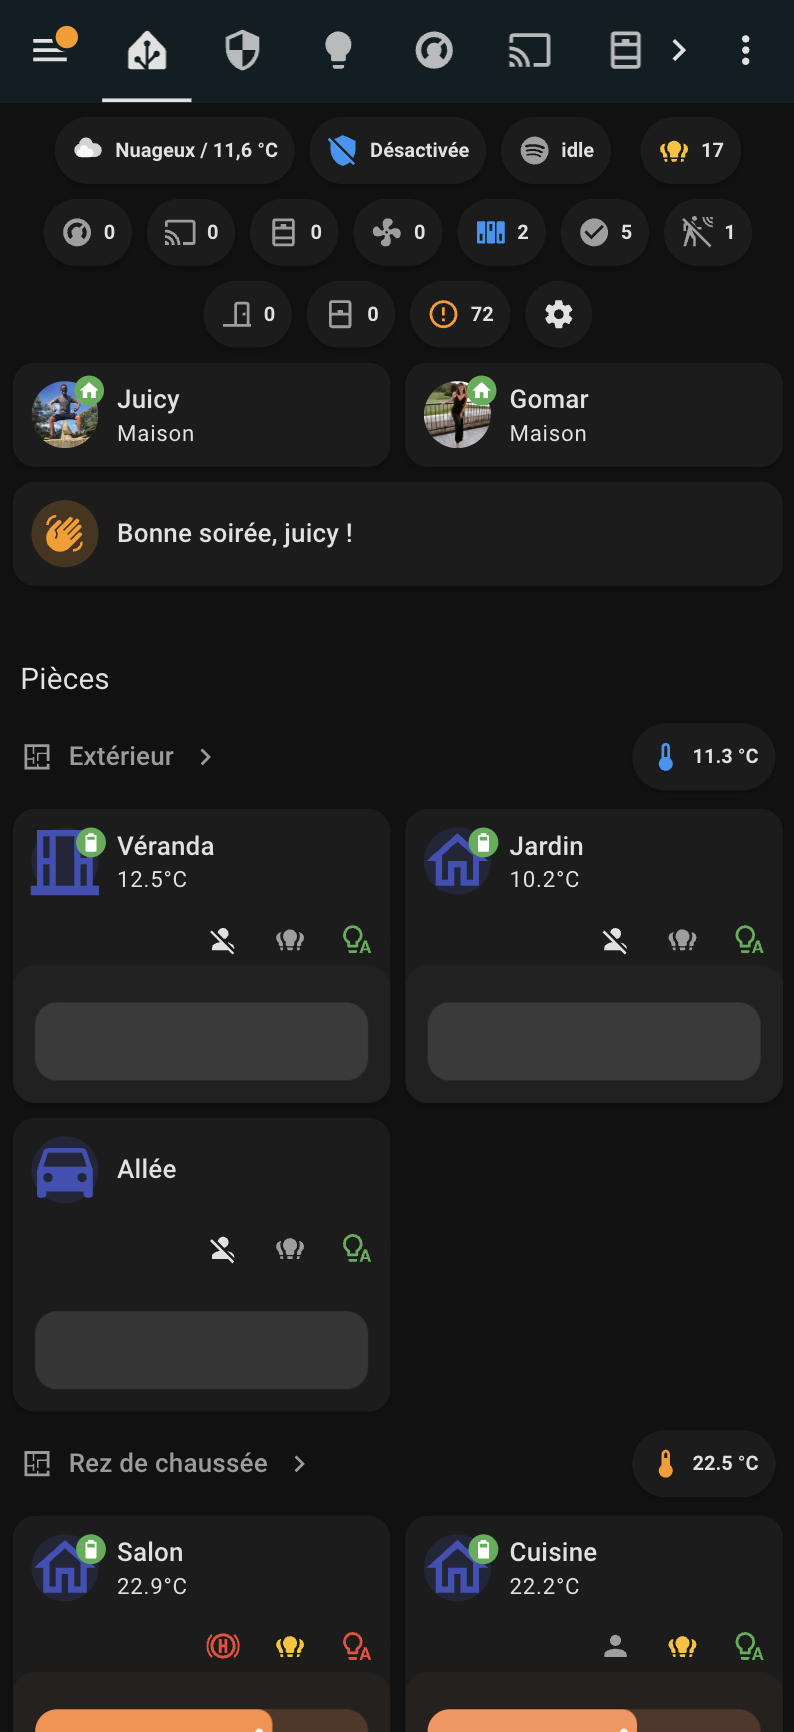 Nuageux / 11,6 °C
Désactivée
idle
17
0
0
0
0
2
5
1
0
0
72
Juicy
Maison
Gomar
Maison
Bonne soirée, juicy !
Pièces
Extérieur
11.3 °C
Véranda
12.5°C
Jardin
10.2°C
A
A
Allée
A
Rez de chaussée
22.5 °C
Salon
22.9°C
Cuisine
22.2°C
H
A
A